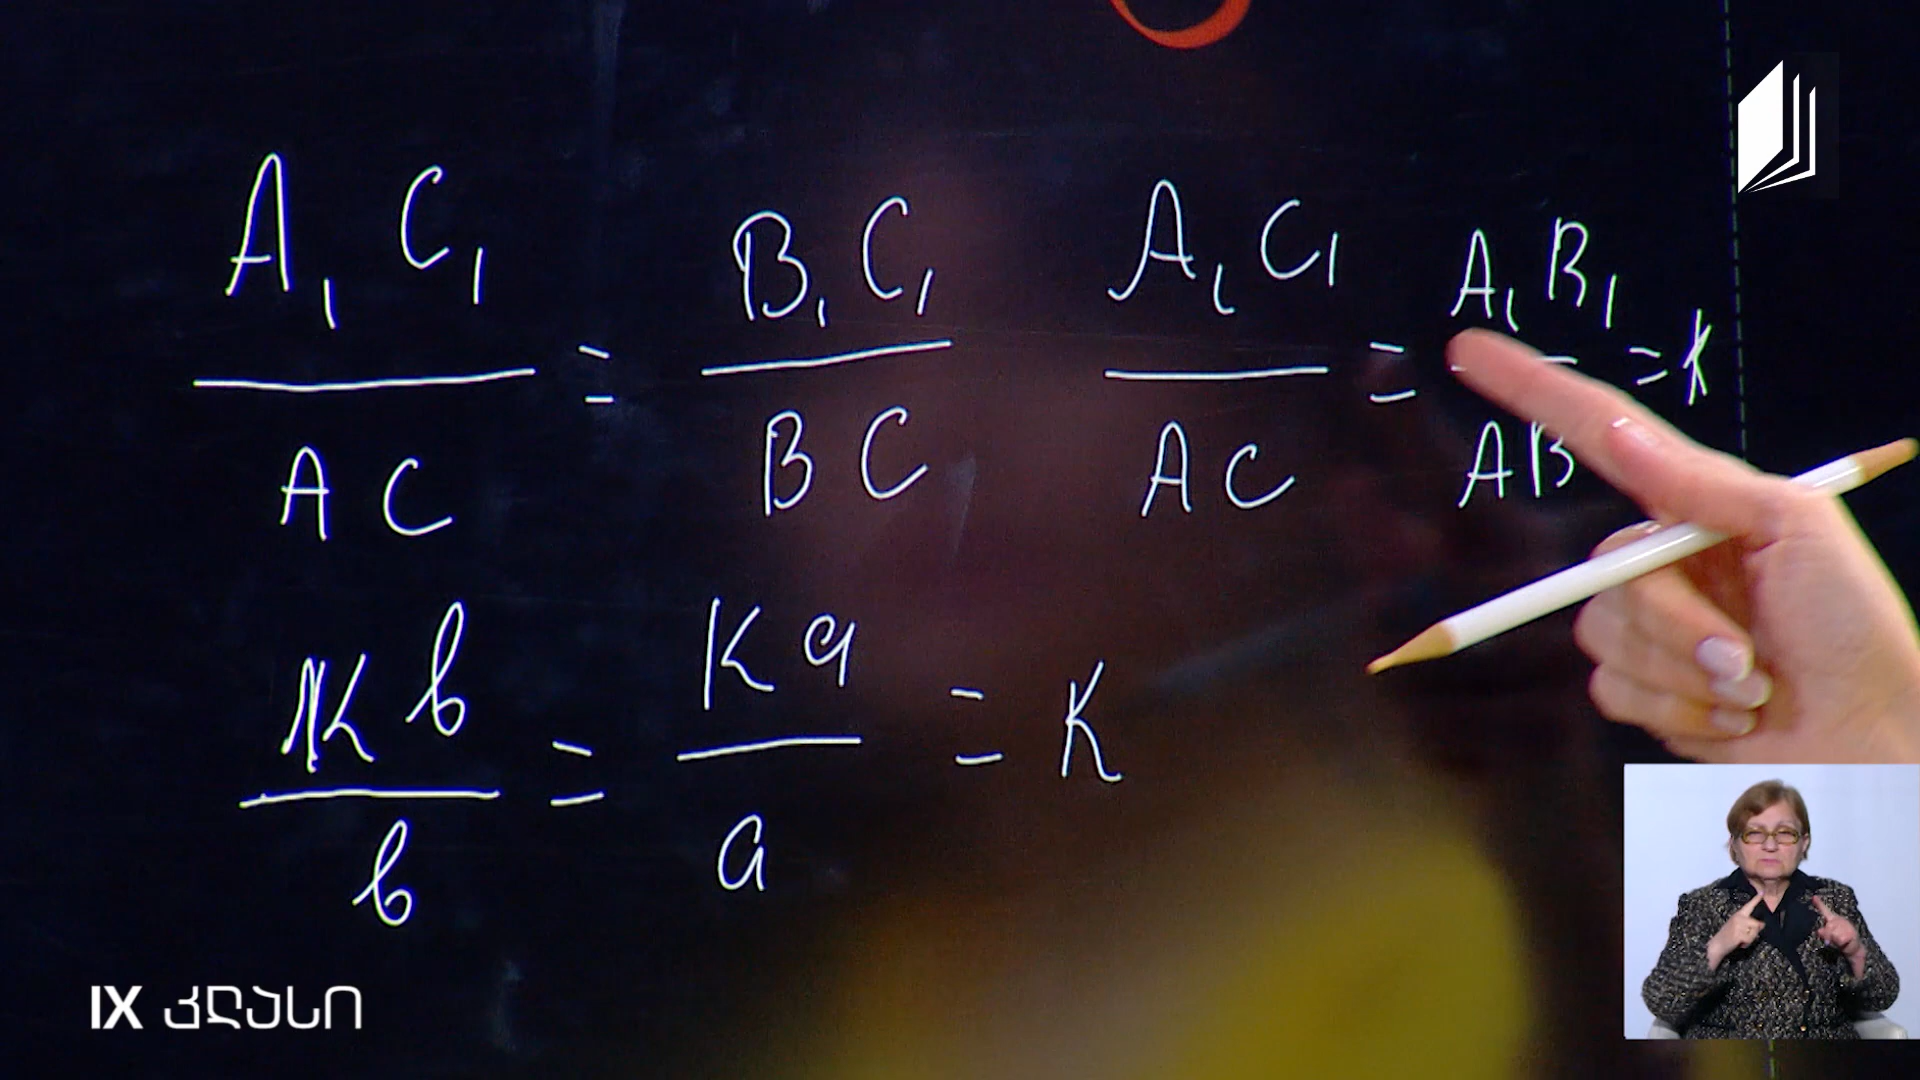 A₁C₁/AC = B₁C₁/BC A₁C₁/AC = A₁B₁/AB = K
Kb/b = Ka/a = K
IX კლასი